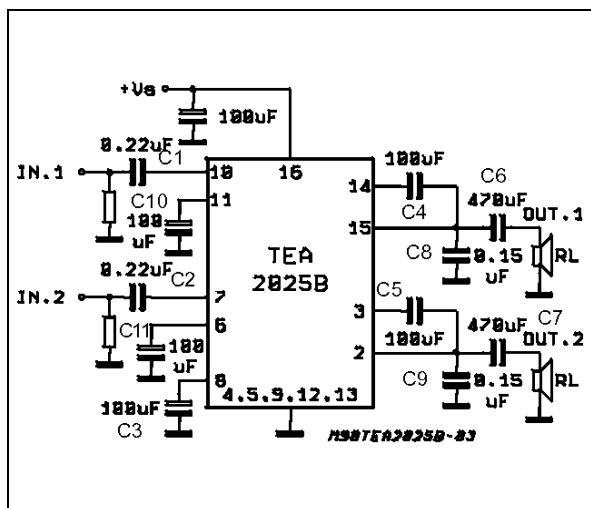 +Vs
100uF
0.22uF
C1
IN.1
10
16
C10
11
100
uF
100uF
C6
14
C4
470uF
OUT.1
15
C8
0.15
uF
RL
TEA
2025B
0.22uF
C2
IN.2
7
C11
6
100
uF
C5
3
100uF
470uF
C7
OUT.2
2
C9
0.15
uF
RL
8
4.5.9.12.13
100uF
C3
M90TEA2025B-03